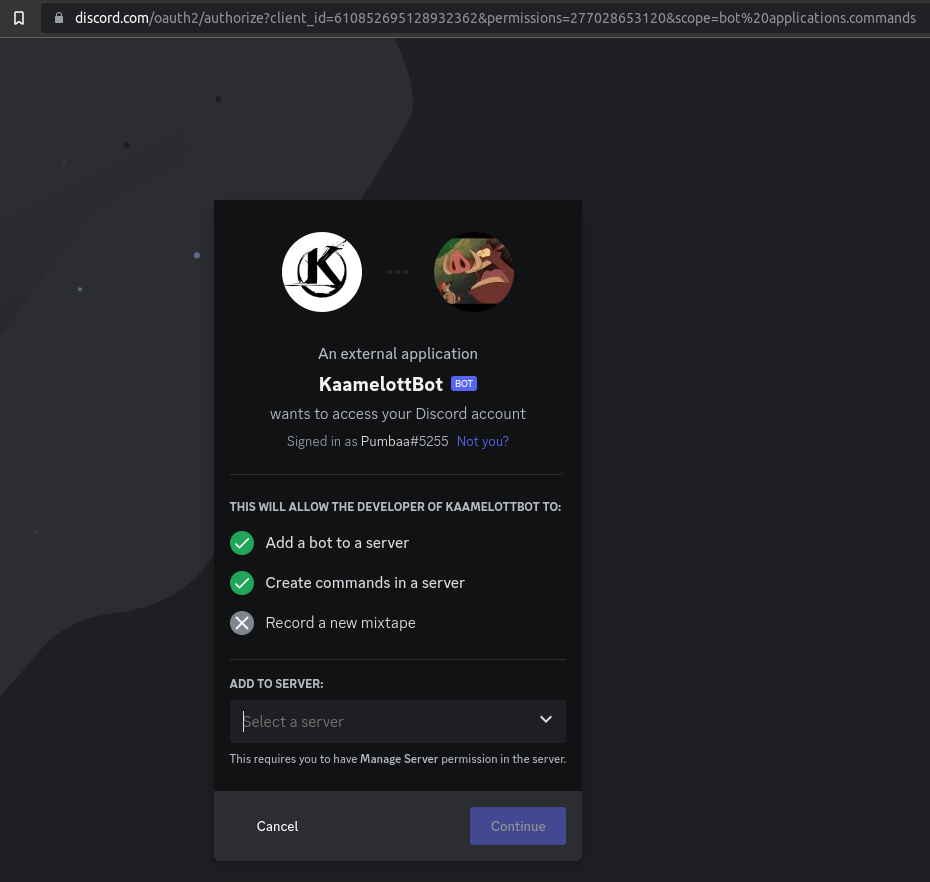 discord.com/oauth2/authorize?client_id=610852695128932362&permissions=277028653120&scope=bot%20applications.commands
K
An external application
KaamelottBot BOT
wants to access your Discord account
Signed in as Pumbaa#5255 Not you?
THIS WILL ALLOW THE DEVELOPER OF KAAMELOTTBOT TO:
Add a bot to a server
Create commands in a server
Record a new mixtape
ADD TO SERVER:
Select a server
This requires you to have Manage Server permission in the server.
Cancel Continue